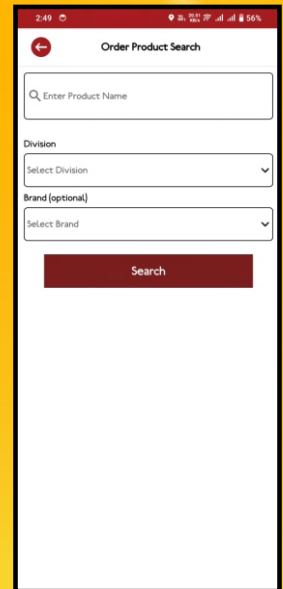 2:49
56%
Order Product Search
Enter Product Name
Division
Select Division
Brand (optional)
Select Brand
Search